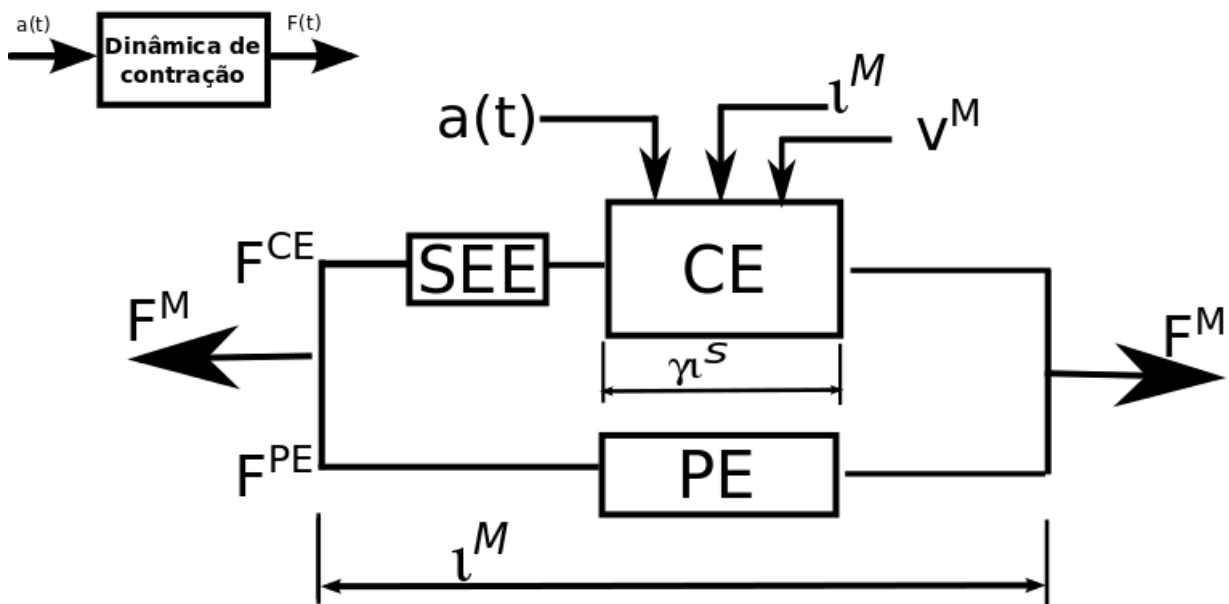 a(t)
F(t)
Dinâmica de
contração
a(t)
ι^M
v^M
F^CE
SEE
CE
F^M
F^M
γι^s
F^PE
PE
ι^M